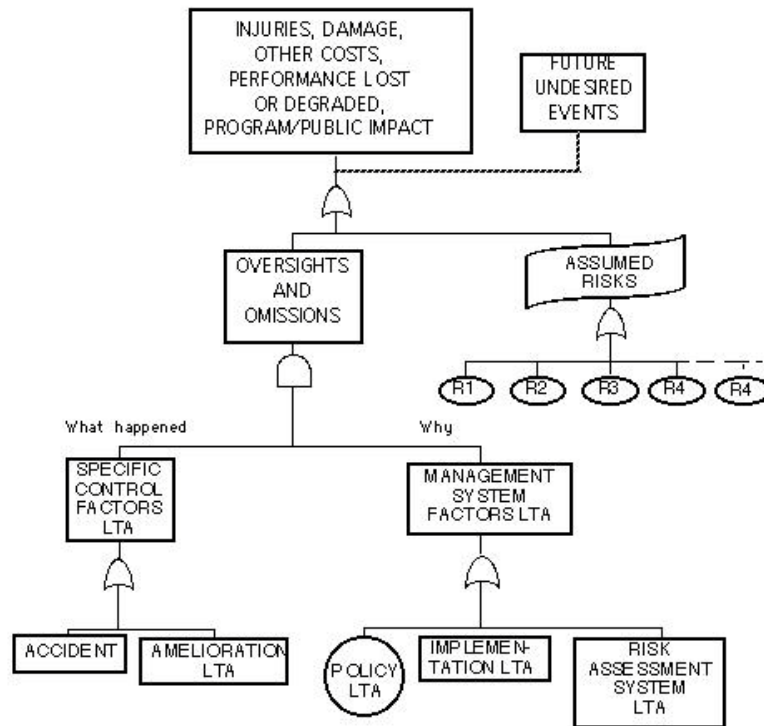 INJURIES, DAMAGE,
OTHER COSTS,
PERFORMANCE LOST
OR DEGRADED,
PROGRAM/PUBLIC IMPACT
FUTURE
UNDESIRED
EVENTS
OVERSIGHTS
AND
OMISSIONS
ASSUMED
RISKS
R1 R2 R3 R4 R4
What happened
Why
SPECIFIC
CONTROL
FACTORS
LTA
MANAGEMENT
SYSTEM
FACTORS LTA
ACCIDENT
AMELIORATION
LTA
POLICY
LTA
IMPLEMEN-
TATION LTA
RISK
ASSESSMENT
SYSTEM
LTA